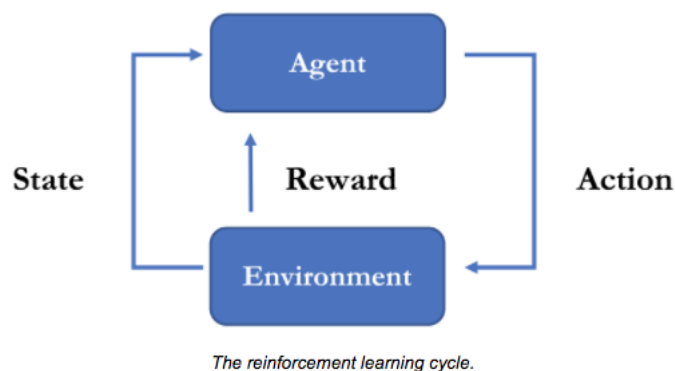 Agent
State
Reward
Action
Environment
The reinforcement learning cycle.